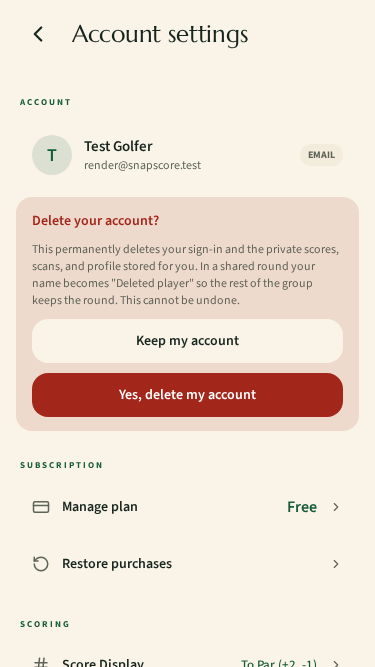 Account settings
ACCOUNT
T
Test Golfer
render@snapscore.test
EMAIL
Delete your account?
This permanently deletes your sign-in and the private scores,
scans, and profile stored for you. In a shared round your
name becomes "Deleted player" so the rest of the group
keeps the round. This cannot be undone.
Keep my account
Yes, delete my account
SUBSCRIPTION
Manage plan
Free
Restore purchases
SCORING
Score Display
To Par (+2, -1)